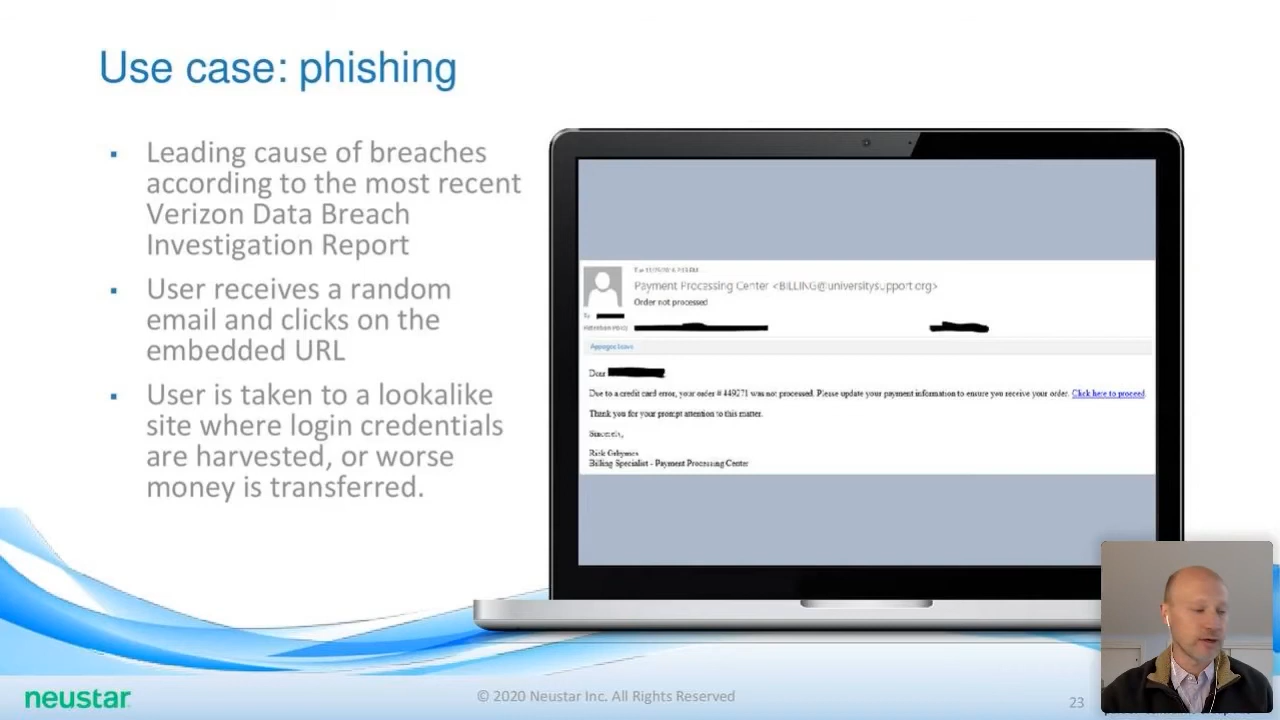 Use case: phishing
▪ Leading cause of breaches
according to the most recent
Verizon Data Breach
Investigation Report
▪ User receives a random
email and clicks on the
embedded URL
▪ User is taken to a lookalike
site where login credentials
are harvested, or worse
money is transferred.
Payment Processing Center <BILLING@universitysupport.org>
Order not processed
To
Retention Policy
Dear
Due to a credit card error, your order # 449271 was not processed. Please update your payment information to ensure you receive your order. Click here to proceed.
Thank you for your prompt attention to this matter.
Sincerely,
Rick
Billing Specialist - Payment Processing Center
neustar
© 2020 Neustar Inc. All Rights Reserved
23